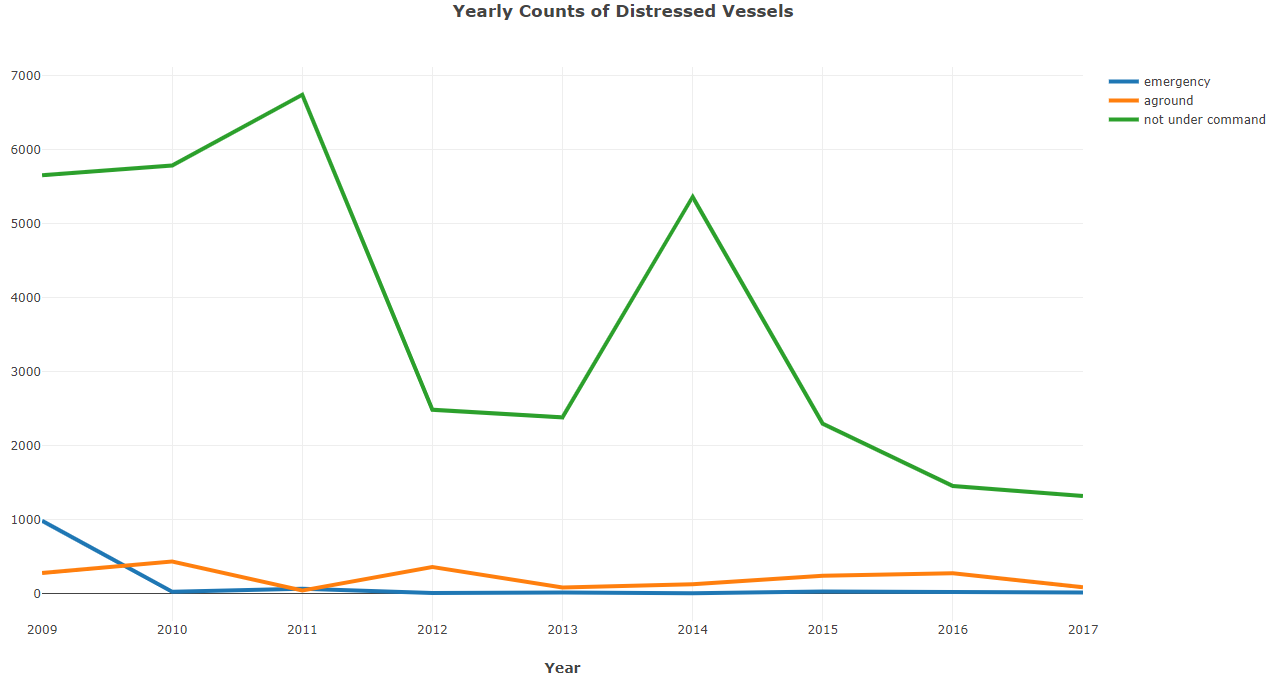 Yearly Counts of Distressed Vessels
7000
6000
5000
4000
3000
2000
1000
0
2009 2010 2011 2012 2013 2014 2015 2016 2017
Year
emergency
aground
not under command